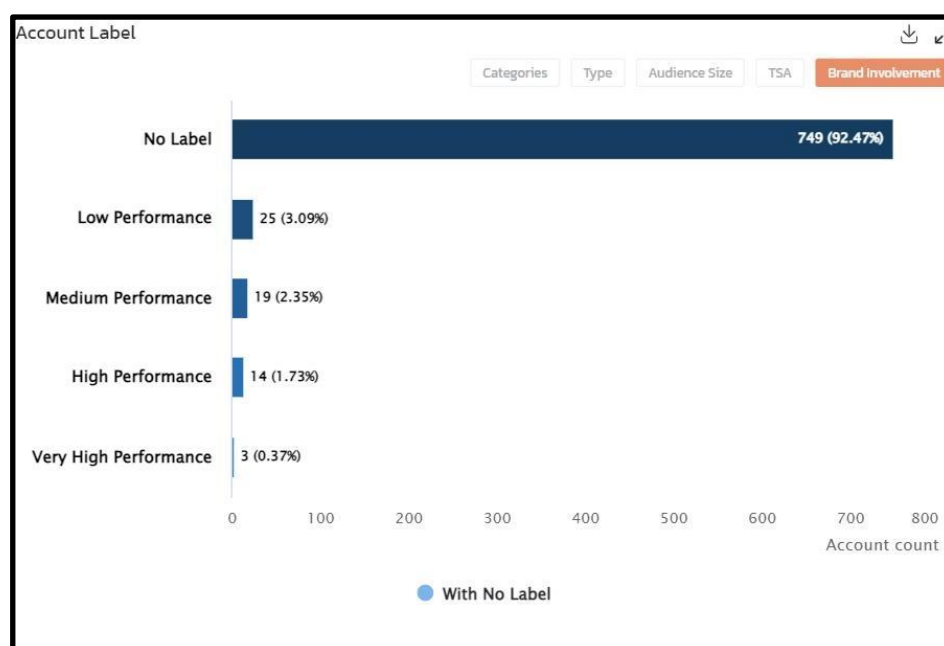 Account Label
Categories Type Audience Size TSA Brand Involvement
No Label 749 (92.47%)
Low Performance 25 (3.09%)
Medium Performance 19 (2.35%)
High Performance 14 (1.73%)
Very High Performance 3 (0.37%)
0 100 200 300 400 500 600 700 800
Account count
With No Label